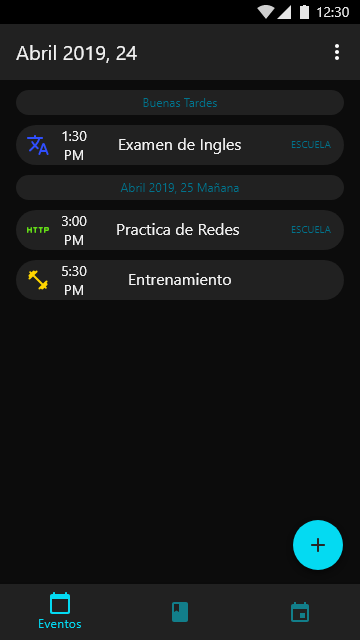 12:30
Abril 2019, 24
Buenas Tardes
1:30 PM
Examen de Ingles
ESCUELA
Abril 2019, 25 Mañana
HTTP
3:00 PM
Practica de Redes
ESCUELA
5:30 PM
Entrenamiento
Eventos